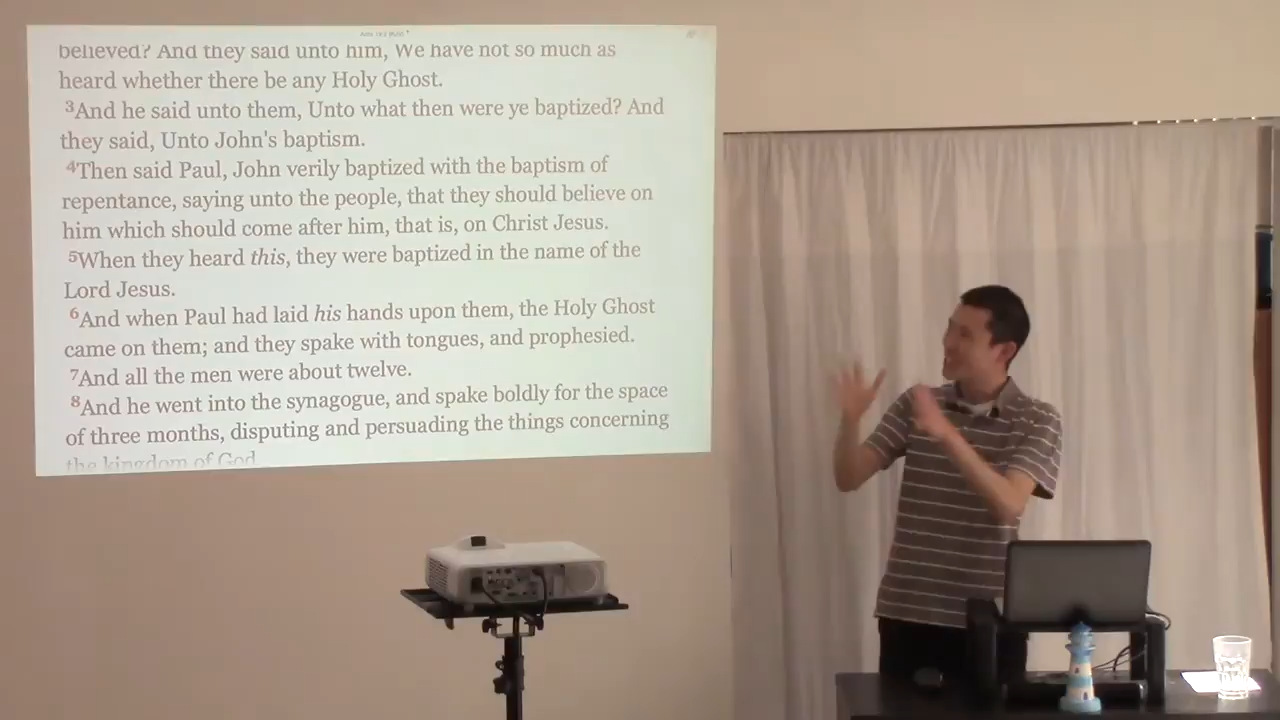 believed? And they said unto him, We have not so much as
heard whether there be any Holy Ghost.
3And he said unto them, Unto what then were ye baptized? And
they said, Unto John's baptism.
4Then said Paul, John verily baptized with the baptism of
repentance, saying unto the people, that they should believe on
him which should come after him, that is, on Christ Jesus.
5When they heard this, they were baptized in the name of the
Lord Jesus.
6And when Paul had laid his hands upon them, the Holy Ghost
came on them; and they spake with tongues, and prophesied.
7And all the men were about twelve.
8And he went into the synagogue, and spake boldly for the space
of three months, disputing and persuading the things concerning
the kingdom of God